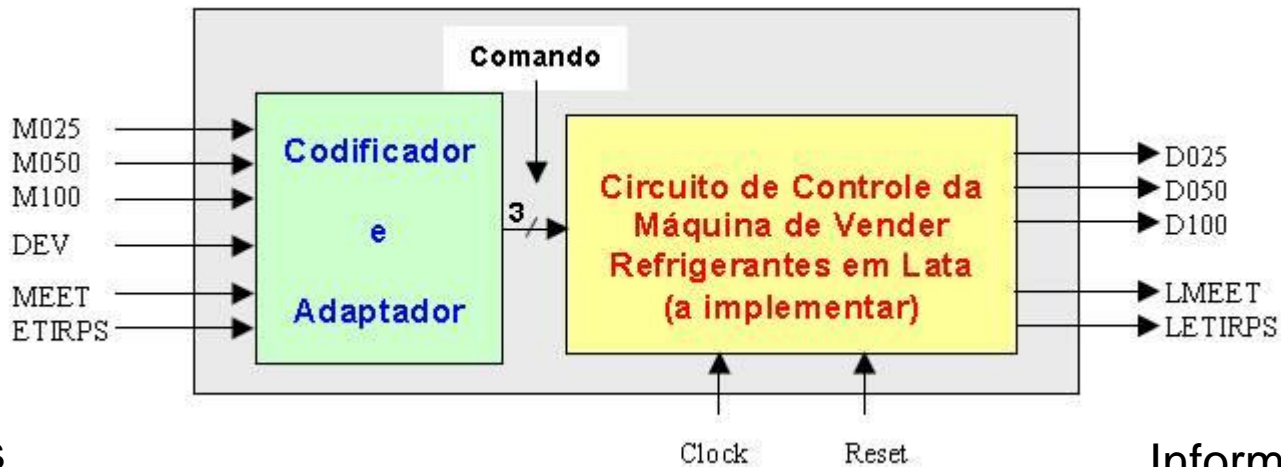 Comando
M025
M050
M100
DEV
MEET
ETIRPS
Codificador
e
Adaptador
3
Circuito de Controle da
Máquina de Vender
Refrigerantes em Lata
(a implementar)
D025
D050
D100
LMEET
LETIRPS
Clock
Reset